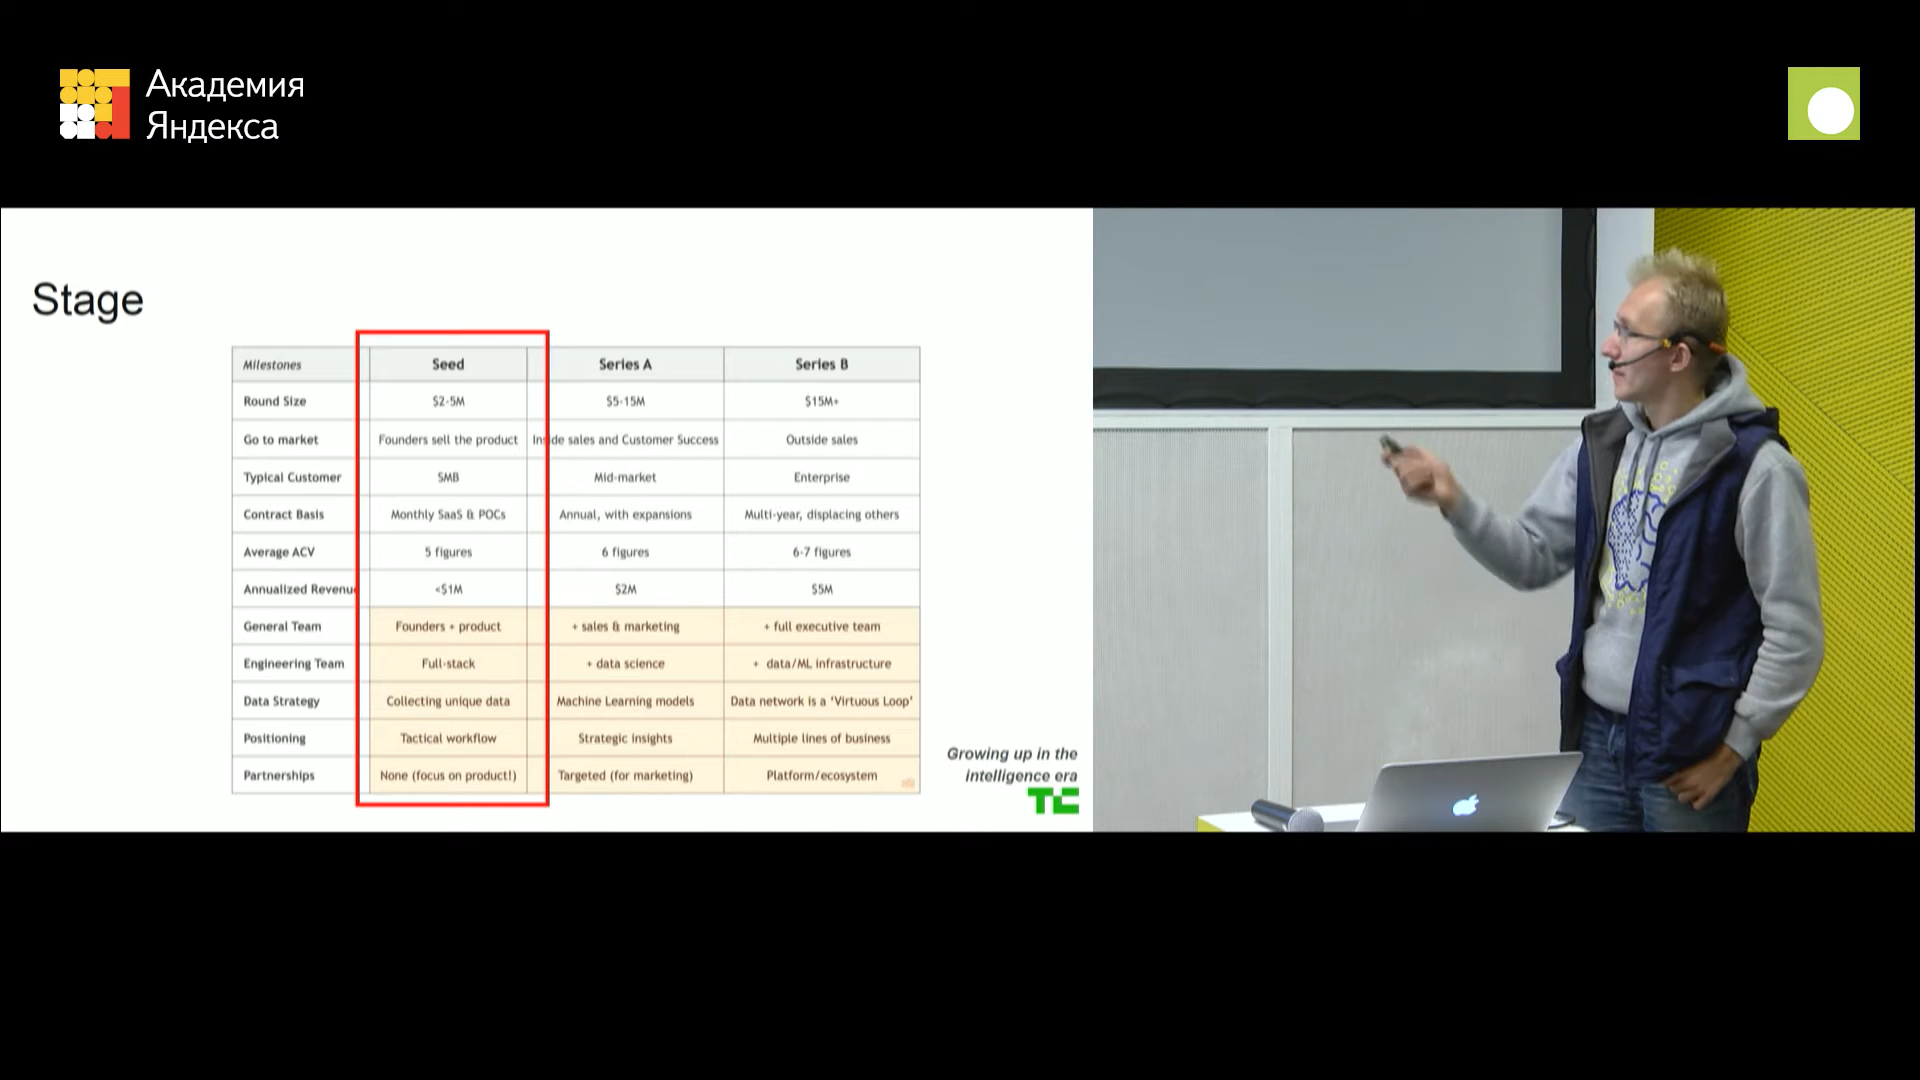 Академия
Яндекса
Stage
Milestones Seed Series A Series B
Round Size $2-5M $5-15M $15M+
Go to market Founders sell the product Inside sales and Customer Success Outside sales
Typical Customer SMB Mid-market Enterprise
Contract Basis Monthly SaaS & POCs Annual, with expansions Multi-year, displacing others
Average ACV 5 figures 6 figures 6-7 figures
Annualized Revenu <$1M $2M $5M
General Team Founders + product + sales & marketing + full executive team
Engineering Team Full-stack + data science + data/ML infrastructure
Data Strategy Collecting unique data Machine Learning models Data network is a ‘Virtuous Loop’
Positioning Tactical workflow Strategic insights Multiple lines of business
Partnerships None (focus on product!) Targeted (for marketing) Platform/ecosystem
Growing up in the
intelligence era
TC